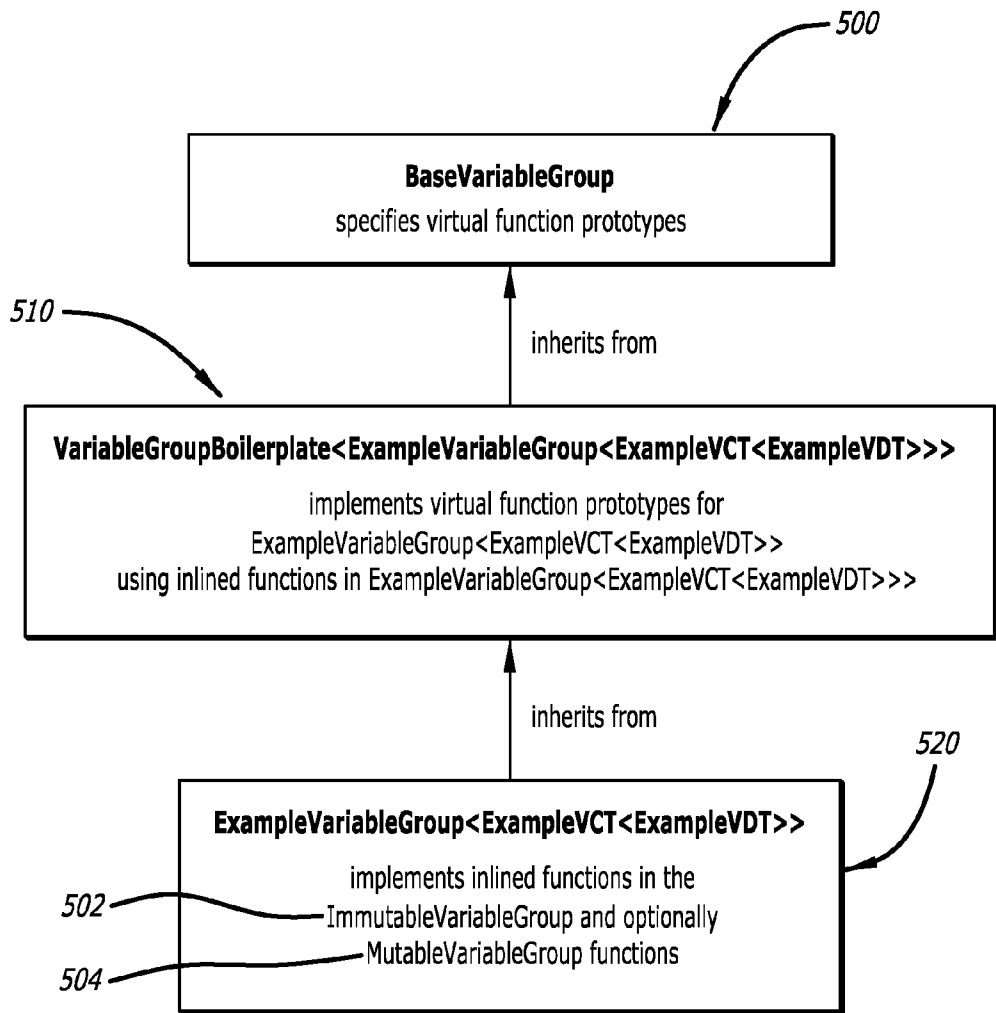 500
BaseVariableGroup
specifies virtual function prototypes
510
inherits from
VariableGroupBoilerplate<ExampleVariableGroup<ExampleVCT<ExampleVDT>>>
implements virtual function prototypes for
ExampleVariableGroup<ExampleVCT<ExampleVDT>>
using inlined functions in ExampleVariableGroup<ExampleVCT<ExampleVDT>>>
inherits from
520
ExampleVariableGroup<ExampleVCT<ExampleVDT>>
implements inlined functions in the
502 ImmutableVariableGroup and optionally
504 MutableVariableGroup functions